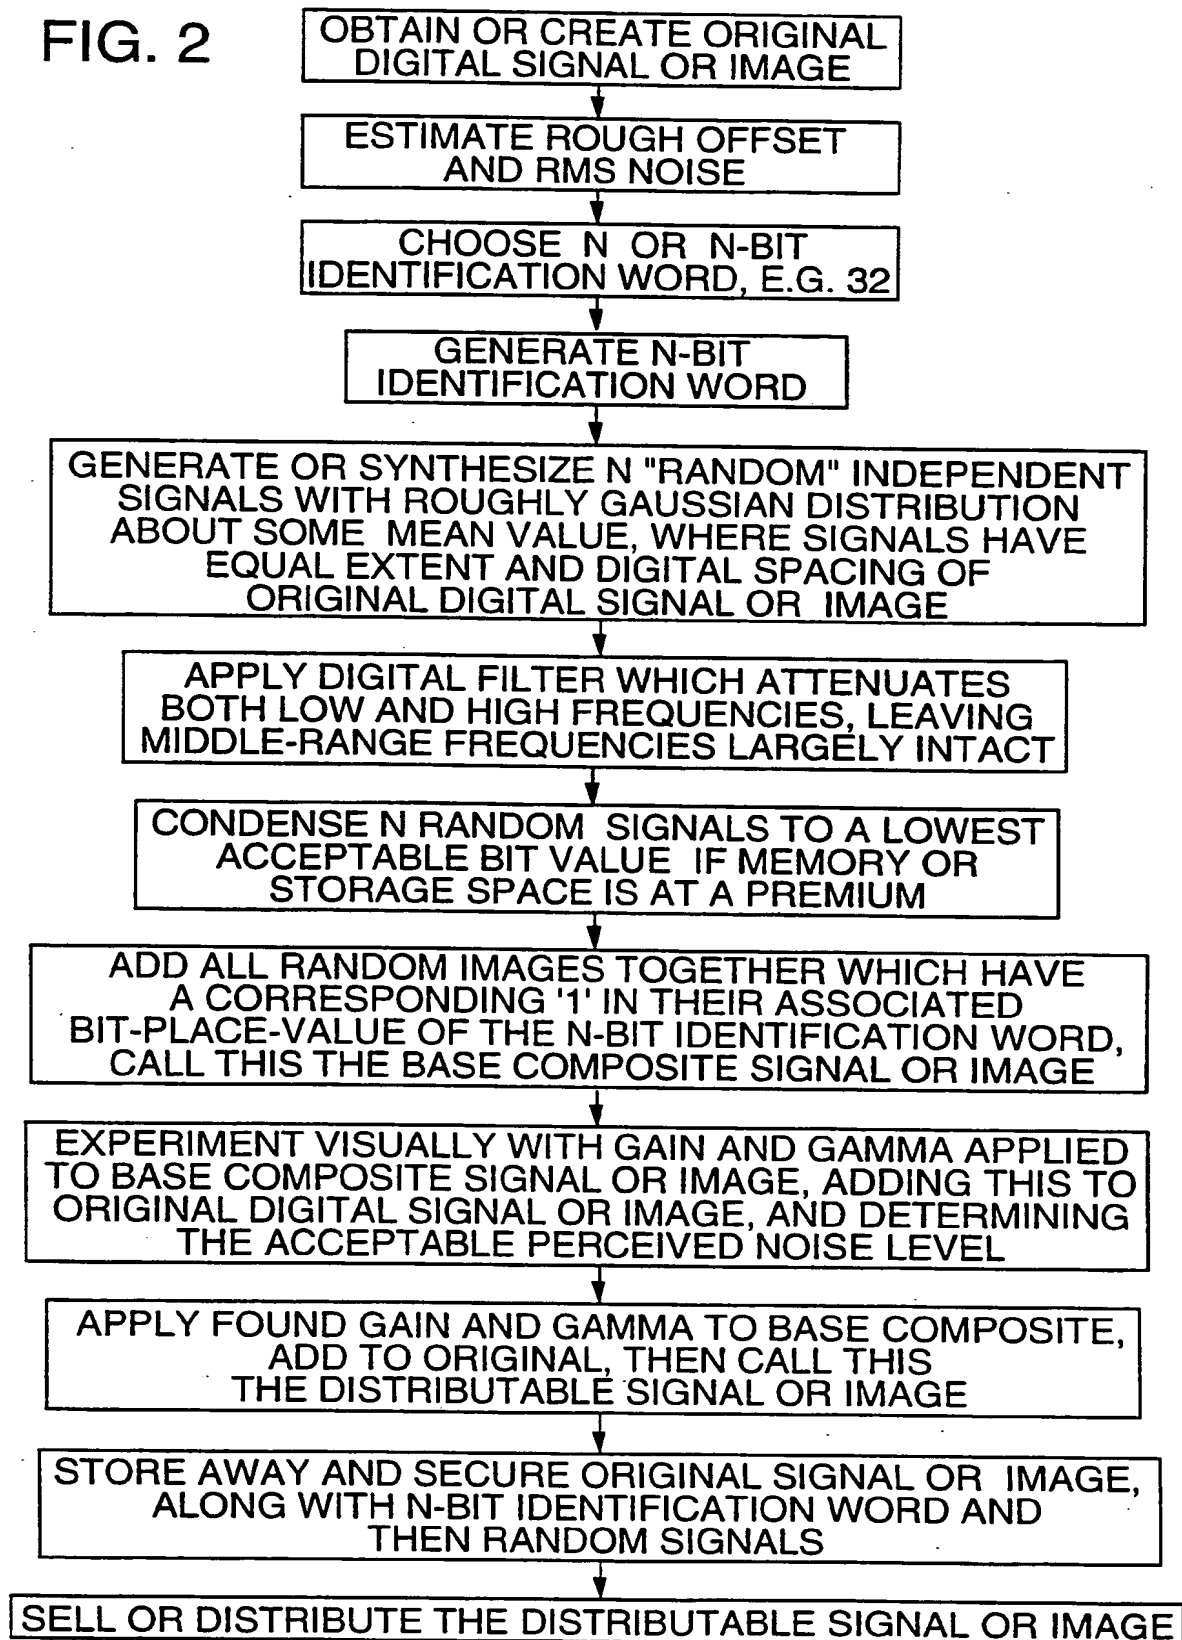 FIG. 2
OBTAIN OR CREATE ORIGINAL
DIGITAL SIGNAL OR IMAGE
ESTIMATE ROUGH OFFSET
AND RMS NOISE
CHOOSE N OR N-BIT
IDENTIFICATION WORD, E.G. 32
GENERATE N-BIT
IDENTIFICATION WORD
GENERATE OR SYNTHESIZE N "RANDOM" INDEPENDENT
SIGNALS WITH ROUGHLY GAUSSIAN DISTRIBUTION
ABOUT SOME MEAN VALUE, WHERE SIGNALS HAVE
EQUAL EXTENT AND DIGITAL SPACING OF
ORIGINAL DIGITAL SIGNAL OR IMAGE
APPLY DIGITAL FILTER WHICH ATTENUATES
BOTH LOW AND HIGH FREQUENCIES, LEAVING
MIDDLE-RANGE FREQUENCIES LARGELY INTACT
CONDENSE N RANDOM SIGNALS TO A LOWEST
ACCEPTABLE BIT VALUE IF MEMORY OR
STORAGE SPACE IS AT A PREMIUM
ADD ALL RANDOM IMAGES TOGETHER WHICH HAVE
A CORRESPONDING '1' IN THEIR ASSOCIATED
BIT-PLACE-VALUE OF THE N-BIT IDENTIFICATION WORD,
CALL THIS THE BASE COMPOSITE SIGNAL OR IMAGE
EXPERIMENT VISUALLY WITH GAIN AND GAMMA APPLIED
TO BASE COMPOSITE SIGNAL OR IMAGE, ADDING THIS TO
ORIGINAL DIGITAL SIGNAL OR IMAGE, AND DETERMINING
THE ACCEPTABLE PERCEIVED NOISE LEVEL
APPLY FOUND GAIN AND GAMMA TO BASE COMPOSITE,
ADD TO ORIGINAL, THEN CALL THIS
THE DISTRIBUTABLE SIGNAL OR IMAGE
STORE AWAY AND SECURE ORIGINAL SIGNAL OR IMAGE,
ALONG WITH N-BIT IDENTIFICATION WORD AND
THEN RANDOM SIGNALS
SELL OR DISTRIBUTE THE DISTRIBUTABLE SIGNAL OR IMAGE